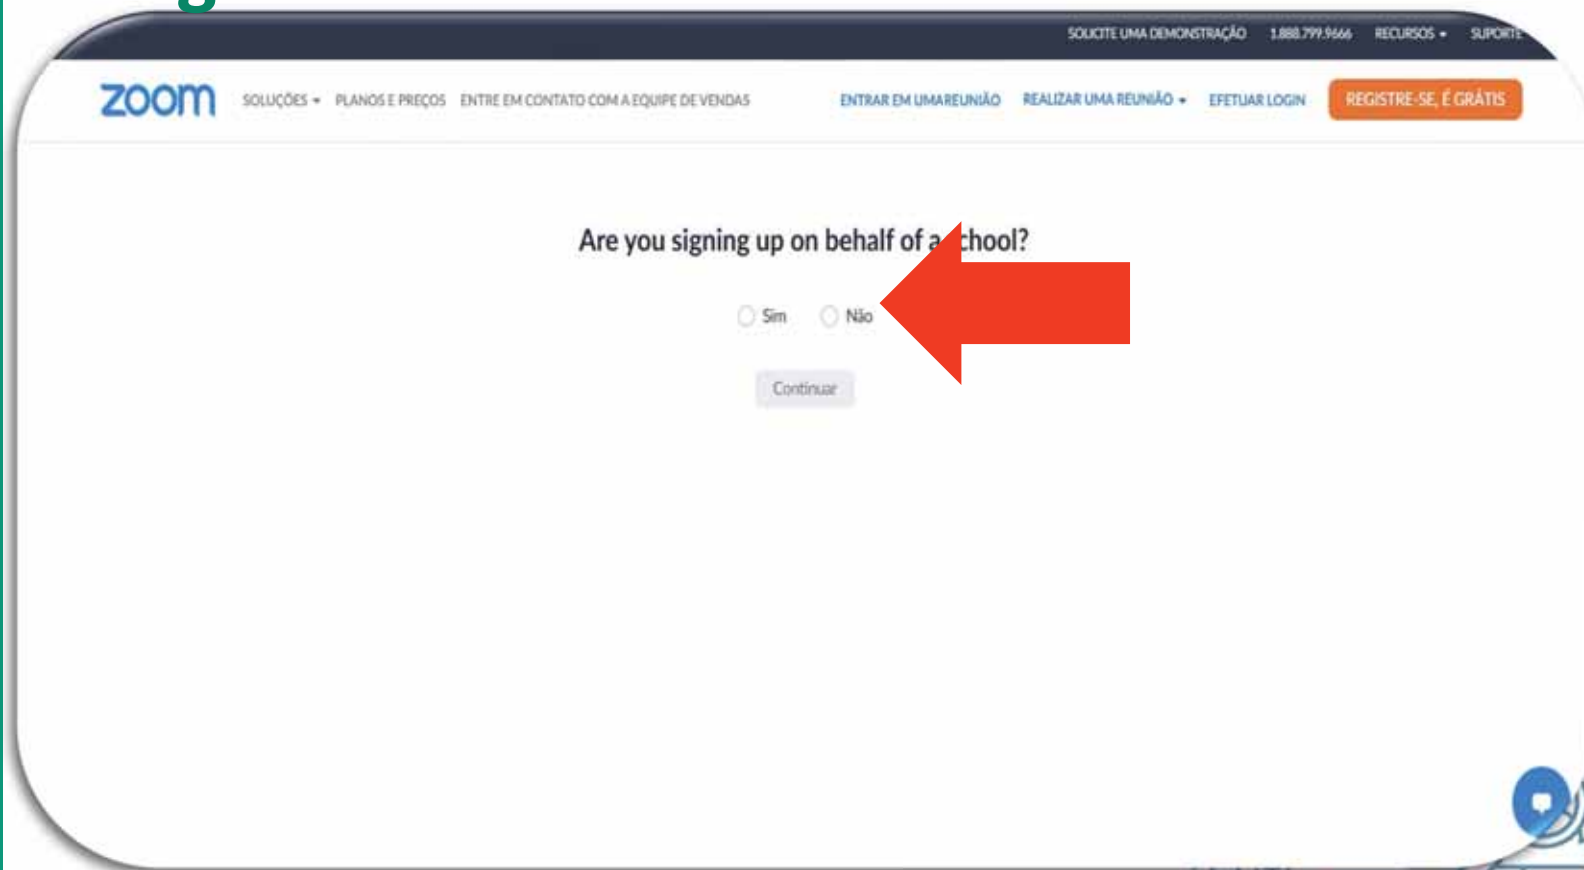 g
SOLICITE UMA DEMONSTRAÇÃO 1.888.799.9666 RECURSOS SUPORTE
zoom SOLUÇÕES PLANOS E PREÇOS ENTRE EM CONTATO COM A EQUIPE DE VENDAS ENTRAR EM UMA REUNIÃO REALIZAR UMA REUNIÃO EFETUAR LOGIN REGISTRE-SE, É GRÁTIS
Are you signing up on behalf of a chool?
Sim Não
Continuar